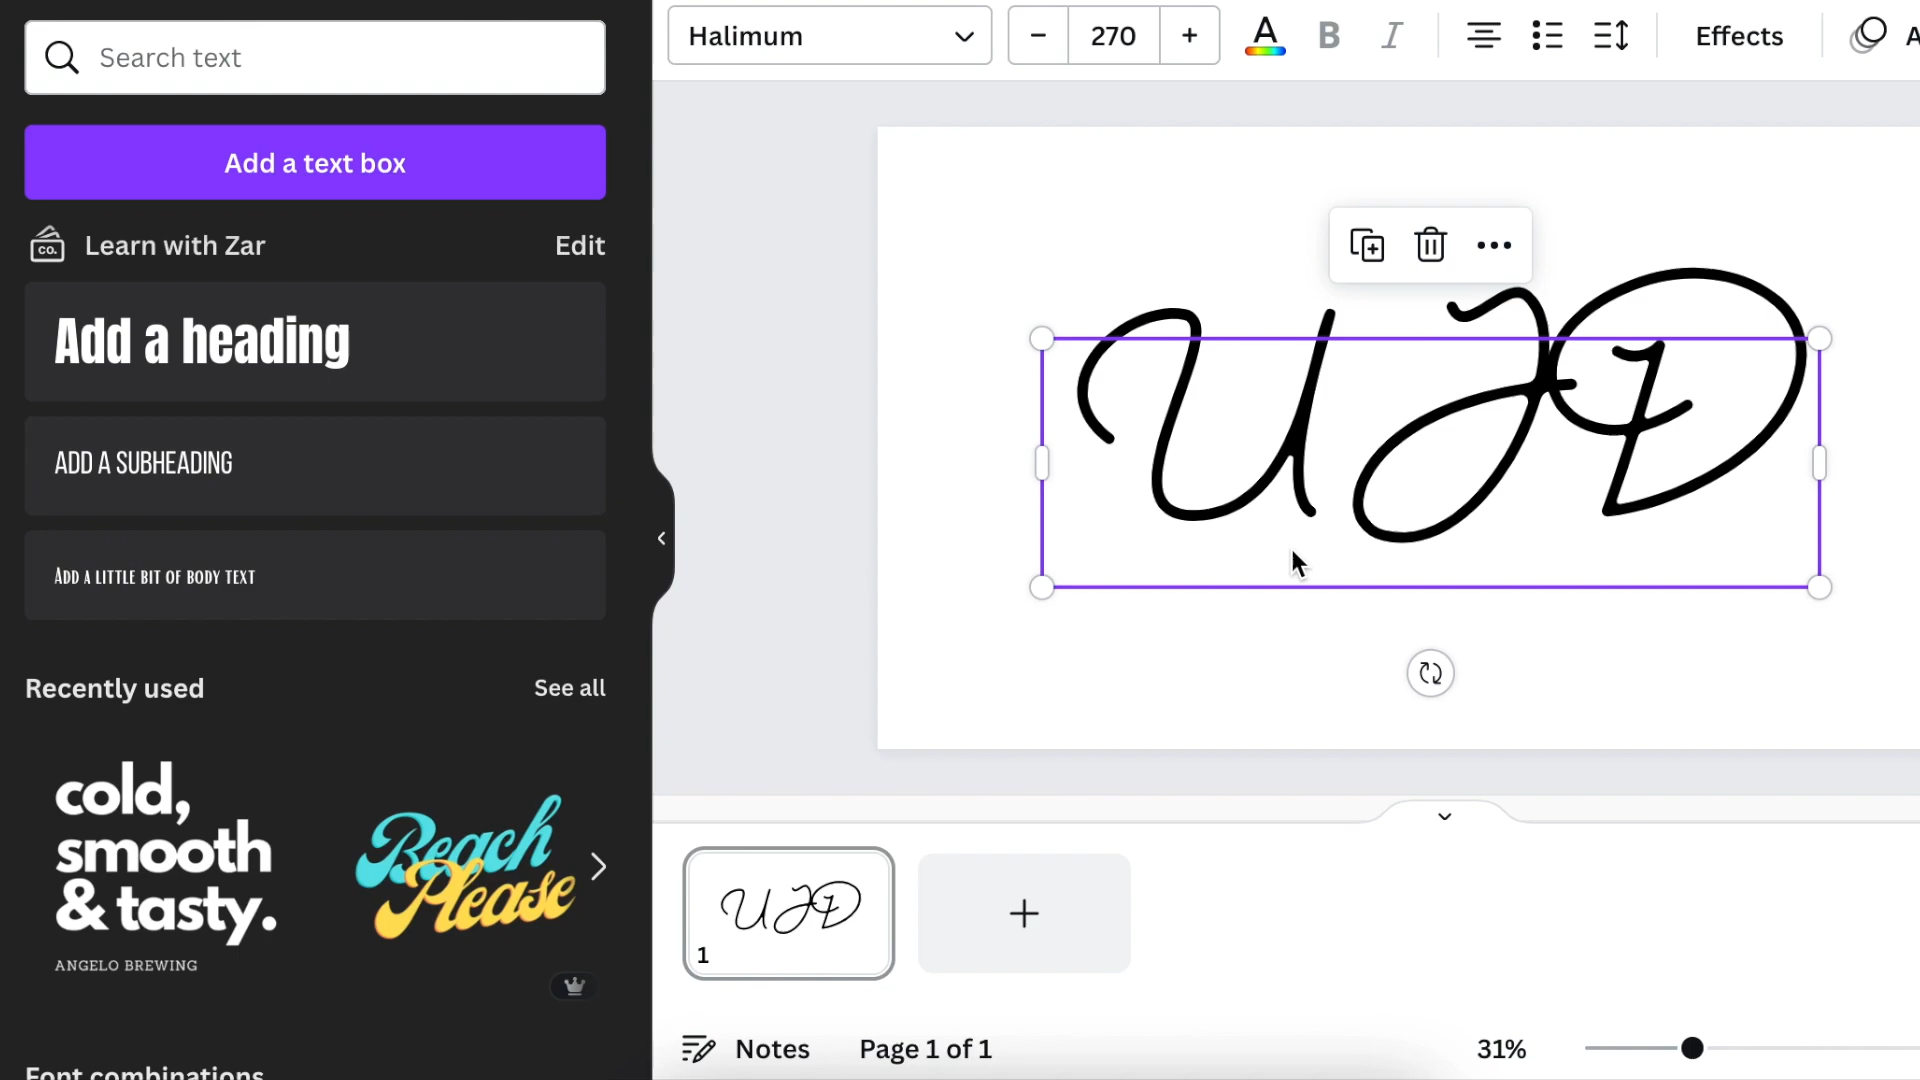 Search text
Halimum
270
A
B
I
Effects
A
Add a text box
CO.
Learn with Zar
Edit
Add a heading
ADD A SUBHEADING
ADD A LITTLE BIT OF BODY TEXT
UJD
Recently used
See all
cold,
smooth
& tasty.
ANGELO BREWING
Beach
Please
UJD
1
Notes
Page 1 of 1
31%
Font combinations